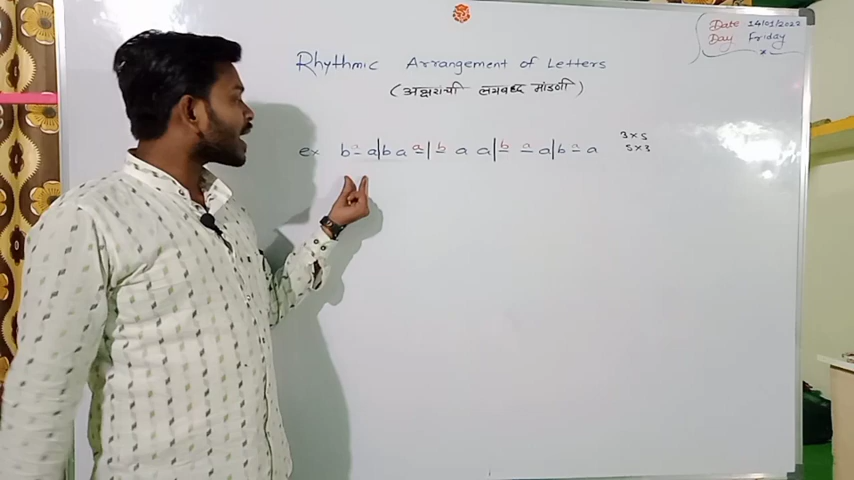 Date 14/01/2022
Day Friday
Rhythmic Arrangement of Letters
(अक्षरांची लयबद्ध मांडणी)
ex b a a|b a a|b a a|b a a|b a a 3×5
5×3